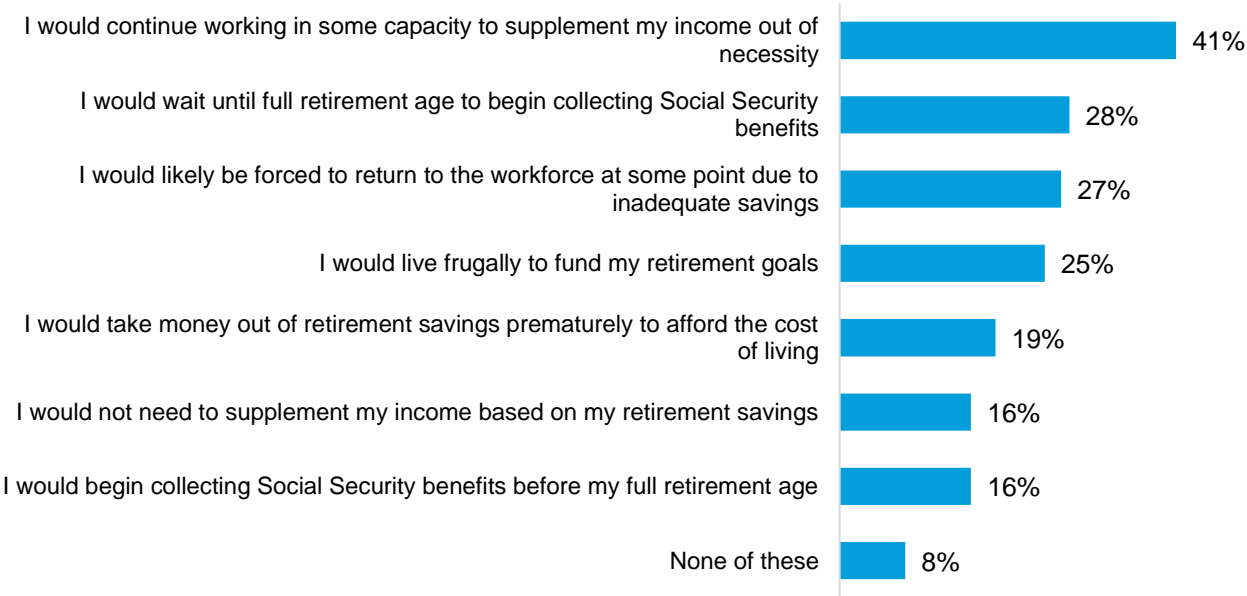 I would continue working in some capacity to supplement my income out of
necessity
41%
I would wait until full retirement age to begin collecting Social Security
benefits
28%
I would likely be forced to return to the workforce at some point due to
inadequate savings
27%
I would live frugally to fund my retirement goals
25%
I would take money out of retirement savings prematurely to afford the cost
of living
19%
I would not need to supplement my income based on my retirement savings
16%
I would begin collecting Social Security benefits before my full retirement age
16%
None of these
8%